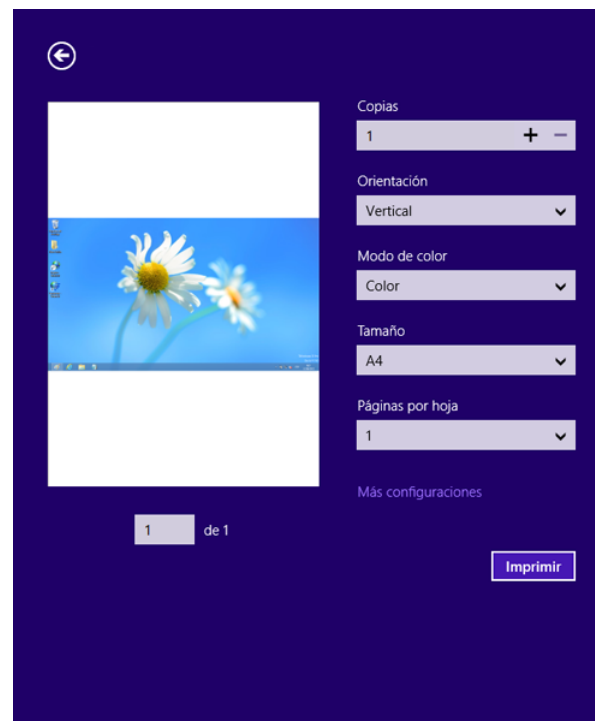 Copias
1
Orientación
Vertical
Modo de color
Color
Tamaño
A4
Páginas por hoja
1
Más configuraciones
1 de 1
Imprimir